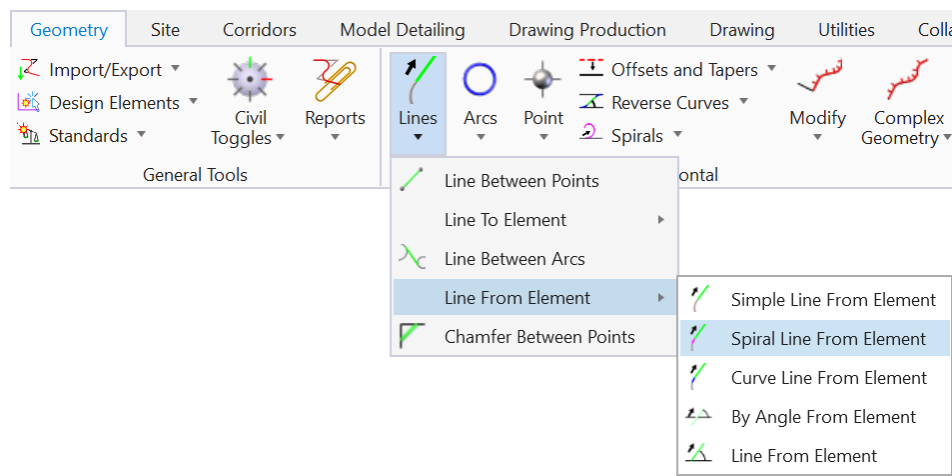 Geometry Site Corridors Model Detailing Drawing Production Drawing Utilities Colla
Import/Export
Design Elements
Standards
Civil
Toggles
Reports
Lines
Arcs
Point
Offsets and Tapers
Reverse Curves
Spirals
Modify
Complex
Geometry
General Tools
ontal
Line Between Points
Line To Element
Line Between Arcs
Line From Element
Chamfer Between Points
Simple Line From Element
Spiral Line From Element
Curve Line From Element
By Angle From Element
Line From Element